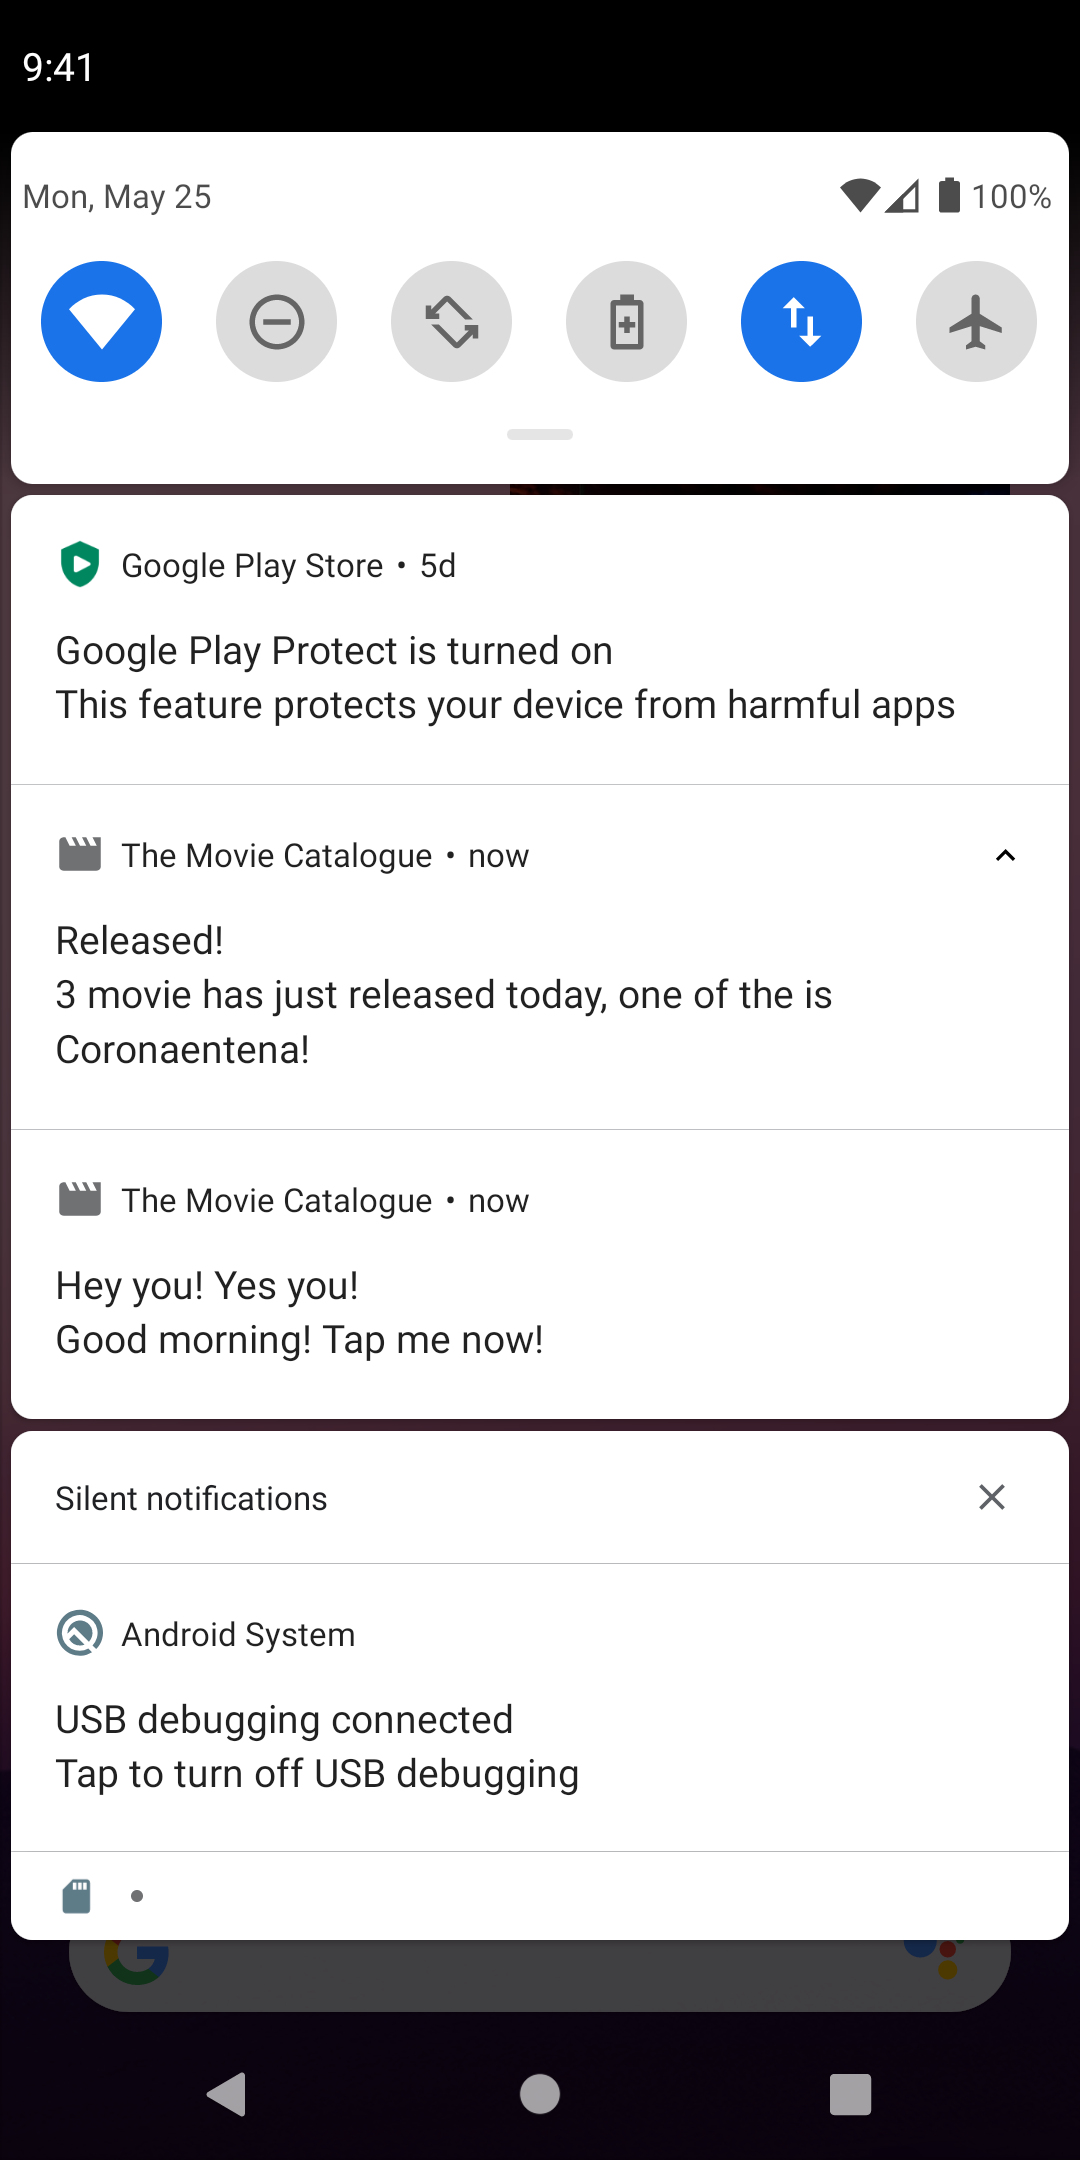 9:41
Mon, May 25
100%
Google Play Store • 5d
Google Play Protect is turned on
This feature protects your device from harmful apps
The Movie Catalogue • now
Released!
3 movie has just released today, one of the is
Coronaentena!
The Movie Catalogue • now
Hey you! Yes you!
Good morning! Tap me now!
Silent notifications
Android System
USB debugging connected
Tap to turn off USB debugging